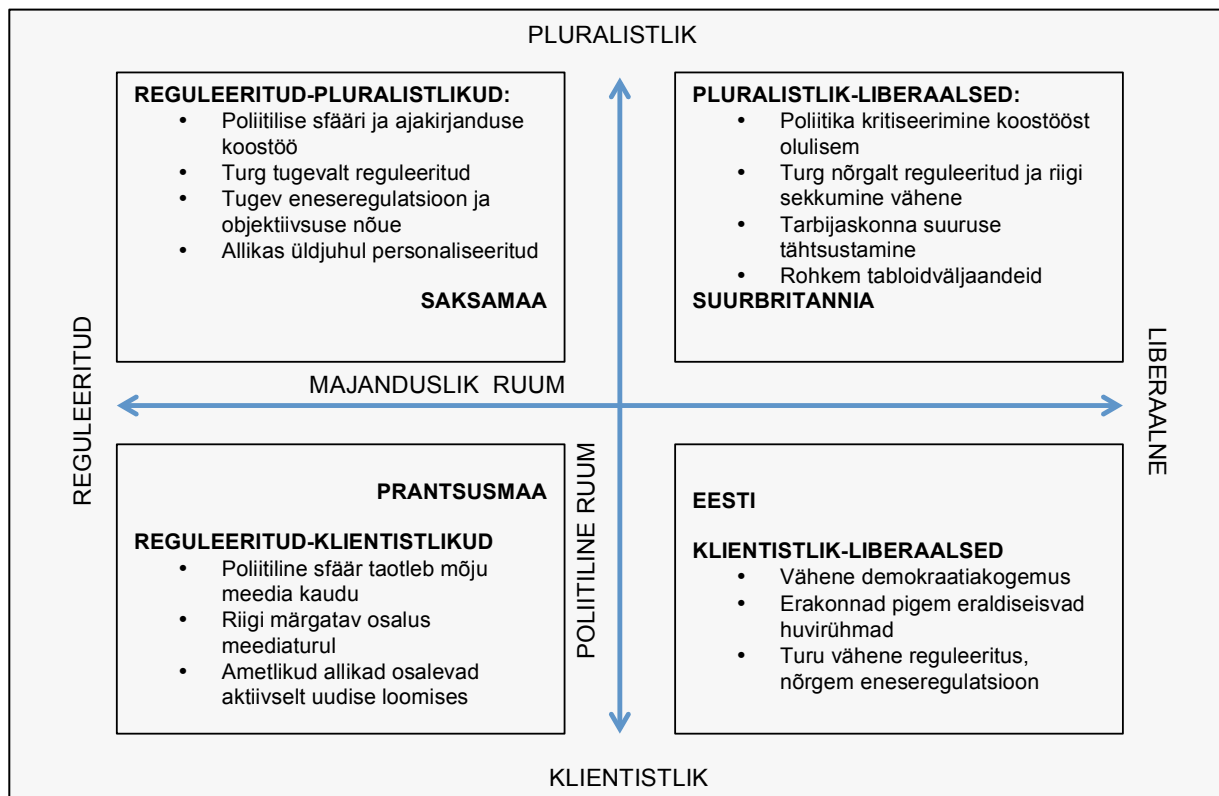 PLURALISTLIK
REGULEERITUD-PLURALISTLIKUD:
• Poliitilise sfääri ja ajakirjanduse
koostöö
• Turg tugevalt reguleeritud
• Tugev eneseregulatsioon ja
objektiivsuse nõue
• Allikas üldjuhul personaliseeritud
SAKSAMAA
PLURALISTLIK-LIBERAALSED:
• Poliitika kritiseerimine koostööst
olulisem
• Turg nõrgalt reguleeritud ja riigi
sekkumine vähene
• Tarbijaskonna suuruse
tähtsustamine
• Rohkem tabloidväljaandeid
SUURBRITANNIA
REGULEERITUD
MAJANDUSLIK RUUM
LIBERAALNE
POLIITILINE RUUM
PRANTSUSMAA
REGULEERITUD-KLIENTISTLIKUD
• Poliitiline sfäär taotleb mõju
meedia kaudu
• Riigi märgatav osalus
meediaturul
• Ametlikud allikad osalevad
aktiivselt uudise loomises
EESTI
KLIENTISTLIK-LIBERAALSED
• Vähene demokraatiakogemus
• Erakonnad pigem eraldiseisvad
huvirühmad
• Turu vähene reguleeritus,
nõrgem eneseregulatsioon
KLIENTISTLIK